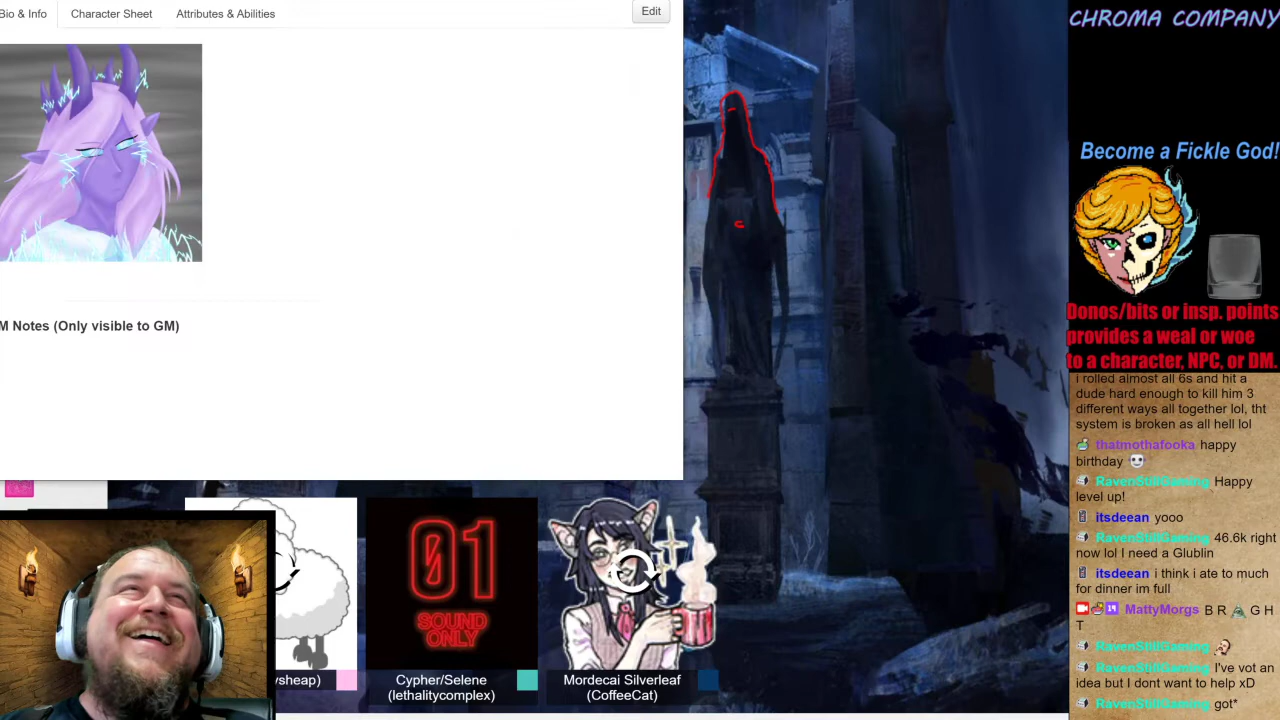 Bio & Info
Character Sheet
Attributes & Abilities
Edit
M Notes (Only visible to GM)
CHROMA COMPANY
Become a Fickle God!
Donos/bits or insp. points
provides a weal or woe
to a character, NPC, or DM.
i rolled almost all 6s and hit a
dude hard enough to kill him 3
different ways all together lol, tht
system is broken as all hell lol
thatmothafooka happy
birthday
RavenStillGaming Happy
level up!
itsdeean yooo
RavenStillGaming 46.6k right
now lol I need a Glublin
itsdeean i think i ate to much
for dinner im full
MattyMorgs B R G H
T
RavenStillGaming
RavenStillGaming I've vot an
idea but I dont want to help xD
RavenStillGaming got*
01
SOUND
ONLY
ysheap)
Cypher/Selene
(lethalitycomplex)
Mordecai Silverleaf
(CoffeeCat)